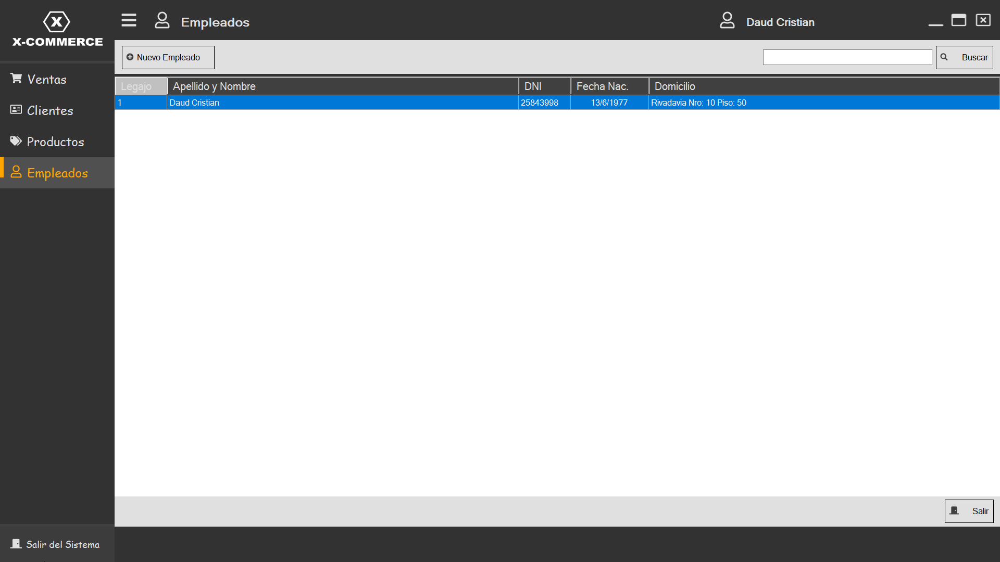 X
X-COMMERCE
Empleados
Daud Cristian
Nuevo Empleado
Buscar
Ventas
Clientes
Productos
Empleados
Legajo Apellido y Nombre DNI Fecha Nac. Domicilio
1 Daud Cristian 25843998 13/6/1977 Rivadavia Nro: 10 Piso: 50
Salir
Salir del Sistema